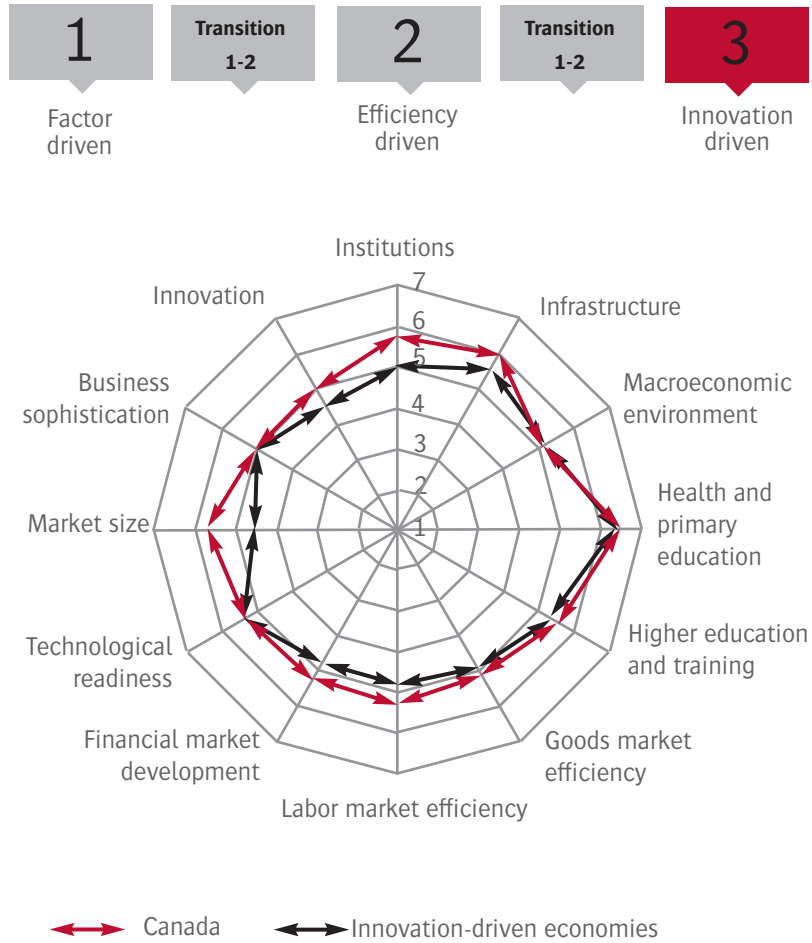 1
Transition
1-2
2
Transition
1-2
3
Factor
driven
Efficiency
driven
Innovation
driven
Institutions
7
6
5
4
3
2
1
Infrastructure
Macroeconomic
environment
Health and
primary
education
Higher education
and training
Goods market
efficiency
Labor market efficiency
Financial market
development
Technological
readiness
Market size
Business
sophistication
Innovation
Canada
Innovation-driven economies